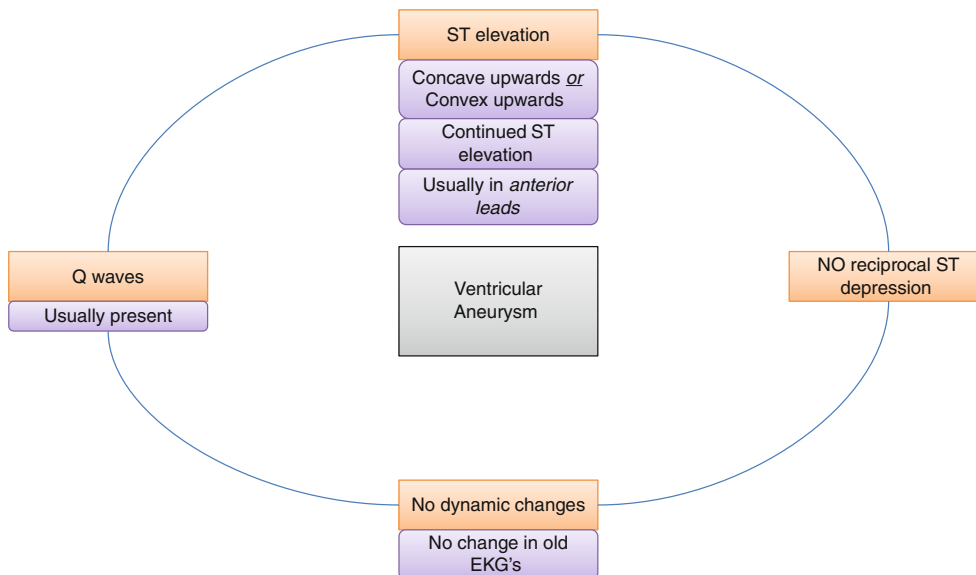 ST elevation
Concave upwards or
Convex upwards
Continued ST
elevation
Usually in anterior
leads
Q waves
Usually present
Ventricular
Aneurysm
NO reciprocal ST
depression
No dynamic changes
No change in old
EKG's